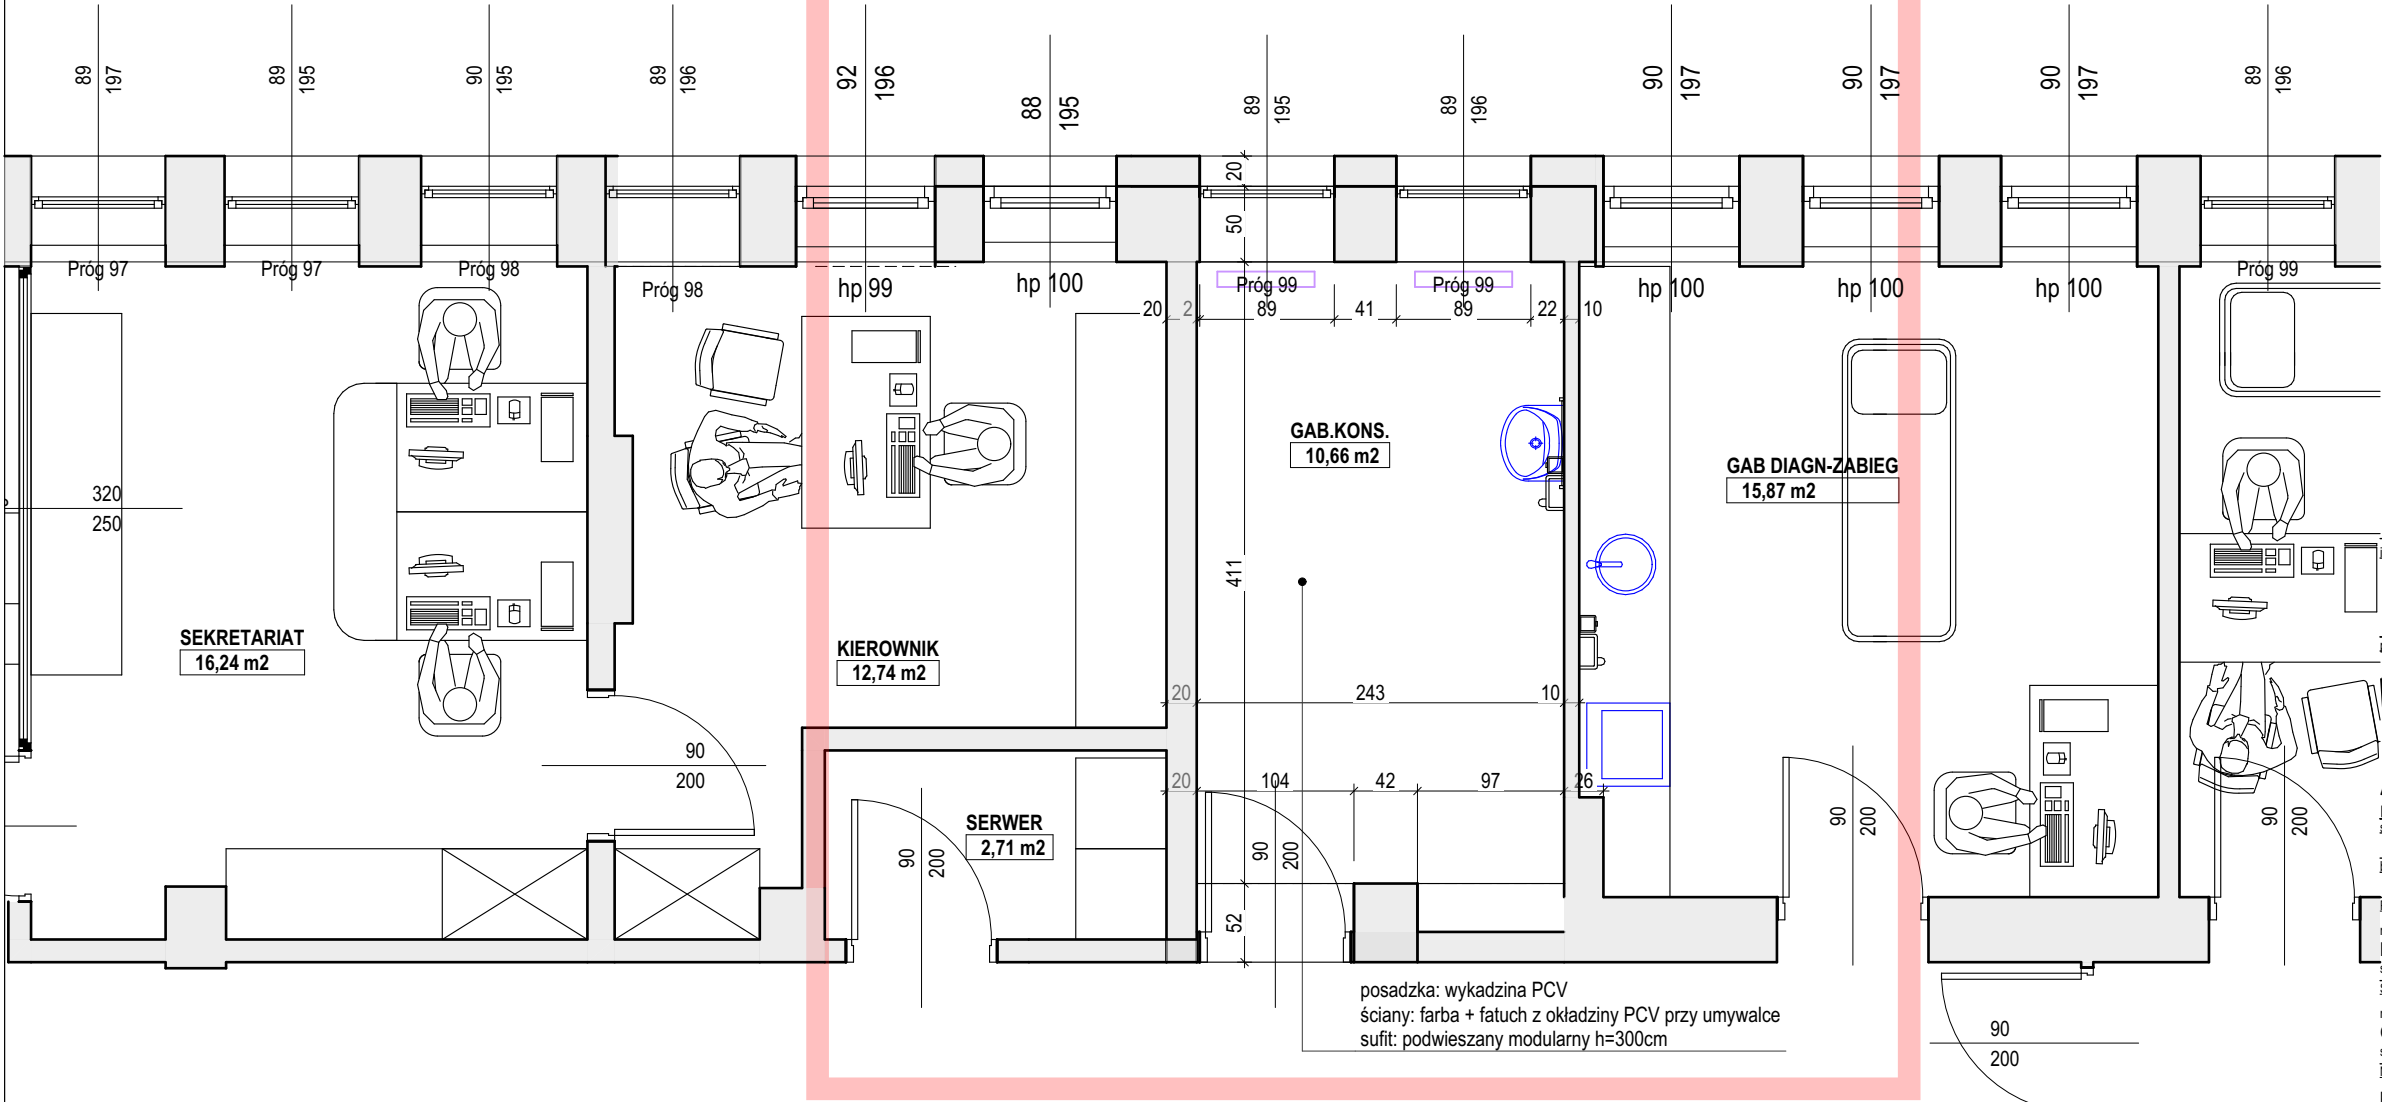 89 197
89 195
90 195
89 196
92 196
88 195
89 195
89 196
90 197
90 197
90 197
89 196
20
50
Próg 97
Próg 97
Próg 98
Próg 98
hp 99
hp 100
Próg 99
Próg 99
hp 100
hp 100
hp 100
Próg 99
20 2 89 41 89 22 10
GAB.KONS.
10,66 m2
GAB DIAGN-ZABIEG
15,87 m2
320
250
411
SEKRETARIAT
16,24 m2
KIEROWNIK
12,74 m2
20 243 10
90
200
20 104 42 97 26
SERWER
2,71 m2
90 200
90 200
90 200
90 200
52
posadzka: wykadzina PCV
ściany: farba + fatuch z okładziny PCV przy umywalce
sufit: podwieszany modularny h=300cm
90
200